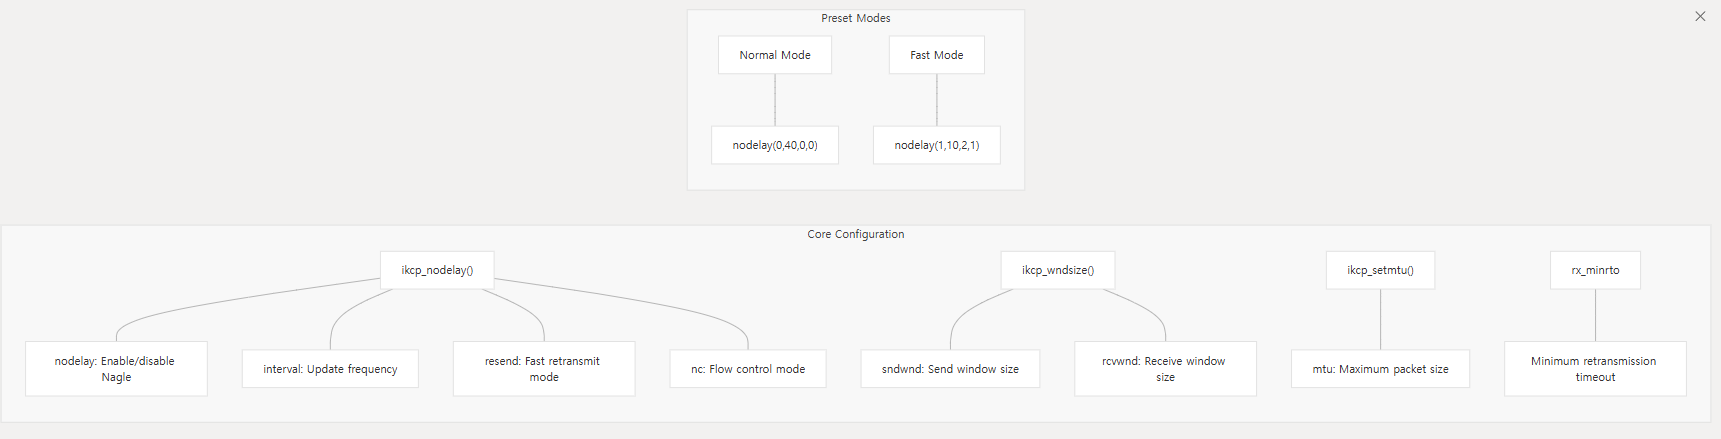 Preset Modes
Normal Mode
Fast Mode
nodelay(0,40,0,0)
nodelay(1,10,2,1)
Core Configuration
ikcp_nodelay()
ikcp_wndsize()
ikcp_setmtu()
rx_minrto
nodelay: Enable/disable
Nagle
interval: Update frequency
resend: Fast retransmit
mode
nc: Flow control mode
sndwnd: Send window size
rcvwnd: Receive window
size
mtu: Maximum packet size
Minimum retransmission
timeout